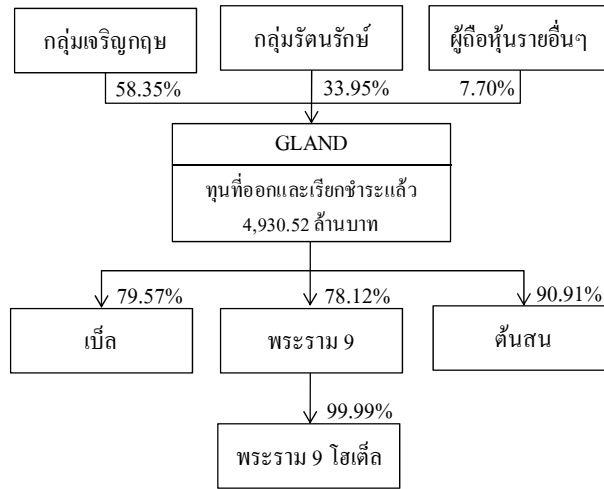 กลุ่มเจริญกฤษ
กลุ่มรัตนรักษ์
ผู้ถือหุ้นรายอื่นๆ
58.35%
33.95%
7.70%
GLAND
ทุนที่ออกและเรียกชำระแล้ว
4,930.52 ล้านบาท
79.57%
78.12%
90.91%
เบ็ล
พระราม 9
ต้นสน
99.99%
พระราม 9 โฮเต็ล